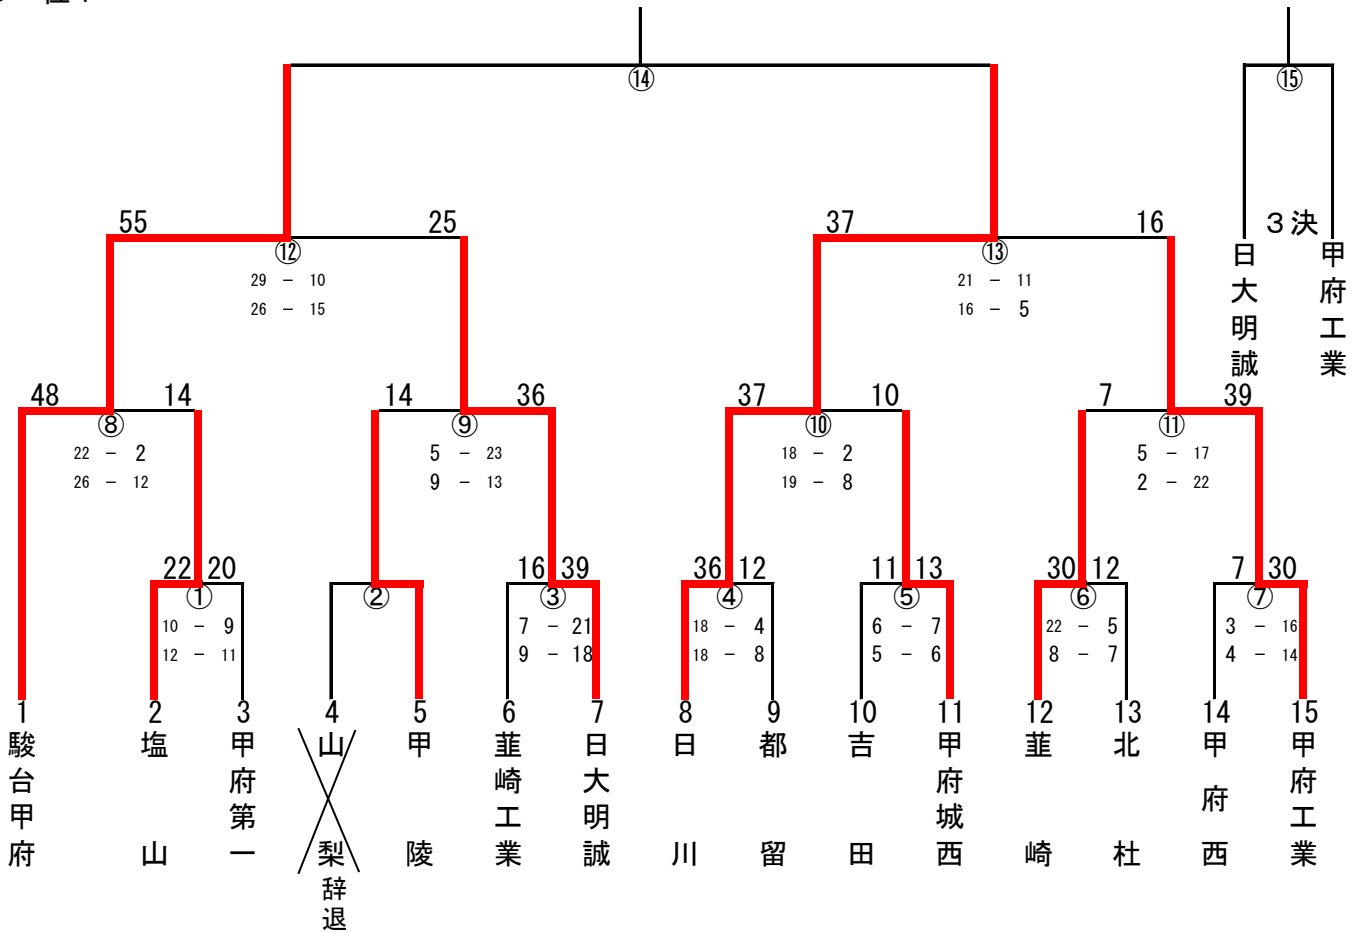 ⑭
⑮
55 25
37 16
3決
⑫
⑬
29 − 10
26 − 15
21 − 11
16 − 5
日大明誠
甲府工業
48 14
14 36
37 10
7 39
⑧
⑨
⑩
⑪
22 − 2
26 − 12
5 − 23
9 − 13
18 − 2
19 − 8
5 − 17
2 − 22
22 20
16 39
36 12
11 13
30 12
7 30
①
②
③
④
⑤
⑥
⑦
10 − 9
12 − 11
7 − 21
9 − 18
18 − 4
18 − 8
6 − 7
5 − 6
22 − 5
8 − 7
3 − 16
4 − 14
1 2 3 4 5 6 7 8 9 10 11 12 13 14 15
駿台甲府
塩山
甲府第一
山梨
辞退
甲陵
韮崎工業
日大明誠
日川
都留
吉田
甲府城西
韮崎
北杜
甲府西
甲府工業